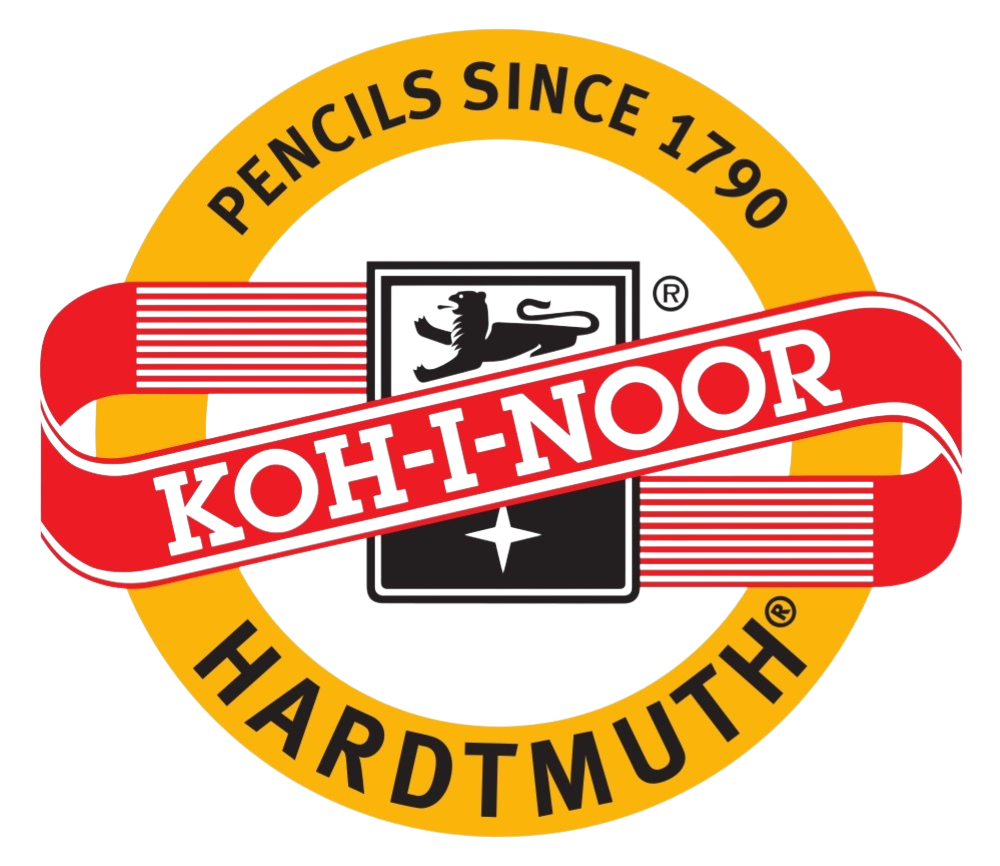 PENCILS SINCE 1790
®
KOH-I-NOOR
HARDTMUTH®